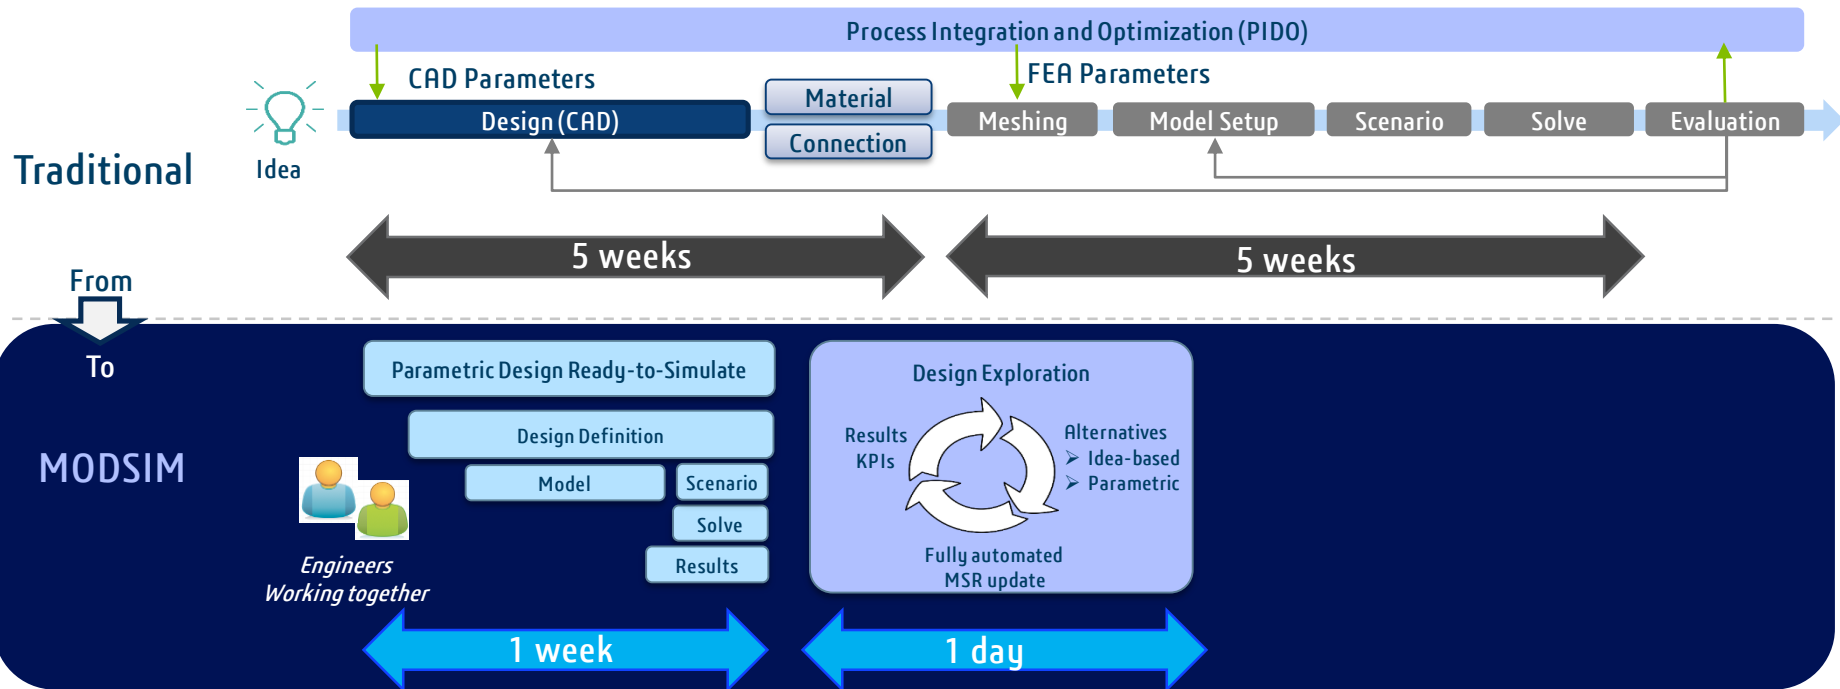 Process Integration and Optimization (PIDO)
CAD Parameters
FEA Parameters
Idea
Design (CAD)
Material
Connection
Meshing
Model Setup
Scenario
Solve
Evaluation
Traditional
5 weeks
5 weeks
From
To
MODSIM
Engineers
Working together
Parametric Design Ready-to-Simulate
Design Definition
Model
Scenario
Solve
Results
Design Exploration
Results
KPIs
Alternatives
➢ Idea-based
➢ Parametric
Fully automated
MSR update
1 week
1 day